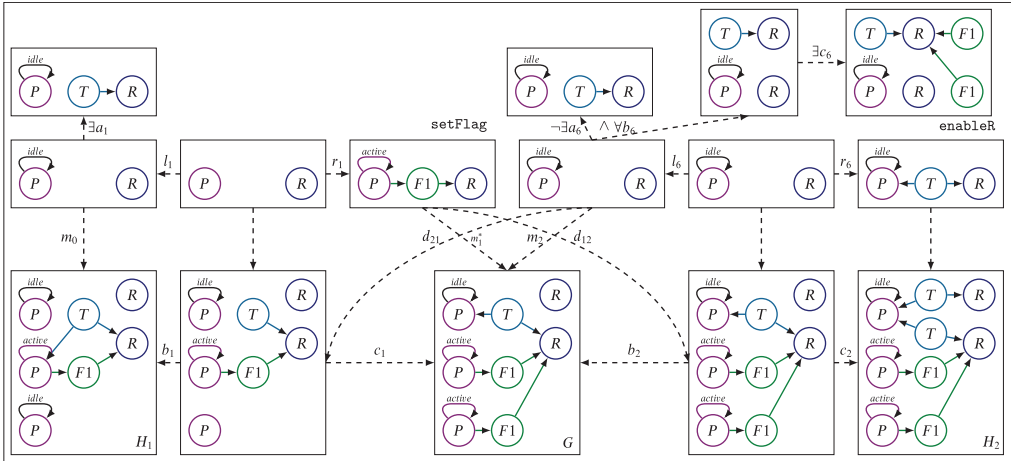 T R F1
idle idle ∃c₆ idle
P T R P T R P R P R F1
∃a₁ setFlag ¬∃a₆ ∧ ∀b₆ enableR
idle l₁ r₁ active idle l₆ idle r₆ idle
P R P R P F1 R P R P R P T R
m₀ d₂₁ m₁* m₂ d₁₂
idle R idle R idle R idle R idle T R
P T P T P T P T P
active R active R active R active R active T R
P F1 b₁ P F1 c₁ P F1 b₂ P F1 c₂ P F1
idle active active active
P P P F1 P F1 P F1
H₁ G H₂